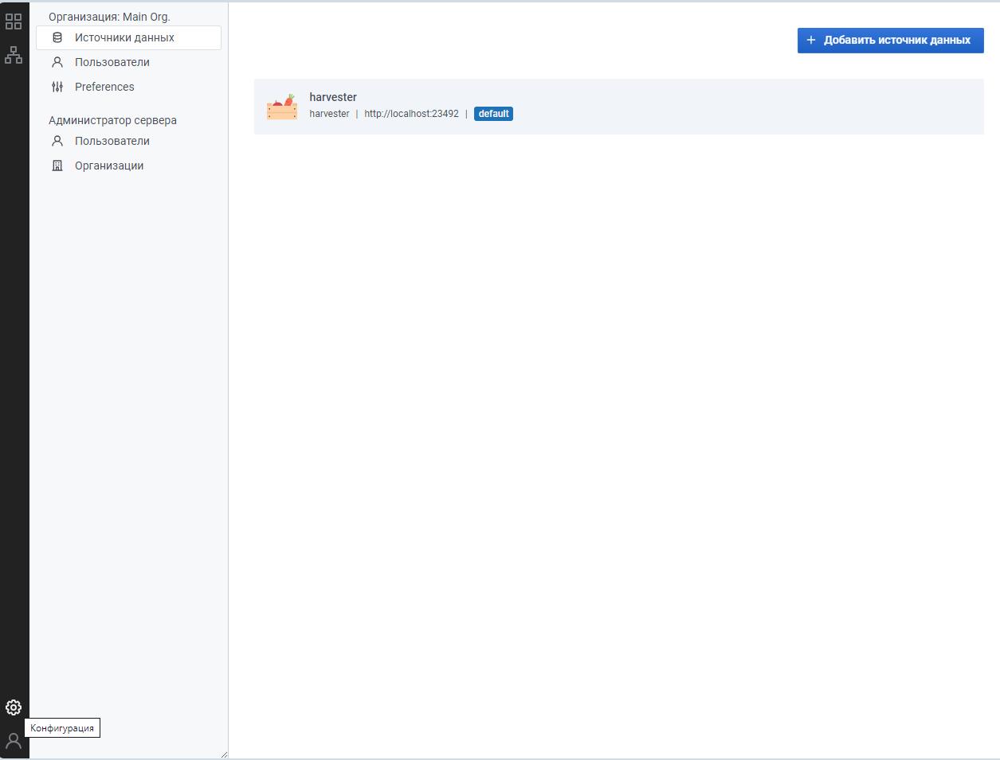 Организация: Main Org.
Источники данных
Пользователи
Preferences
Администратор сервера
Пользователи
Организации
Конфигурация
+ Добавить источник данных
harvester
harvester | http://localhost:23492 | default